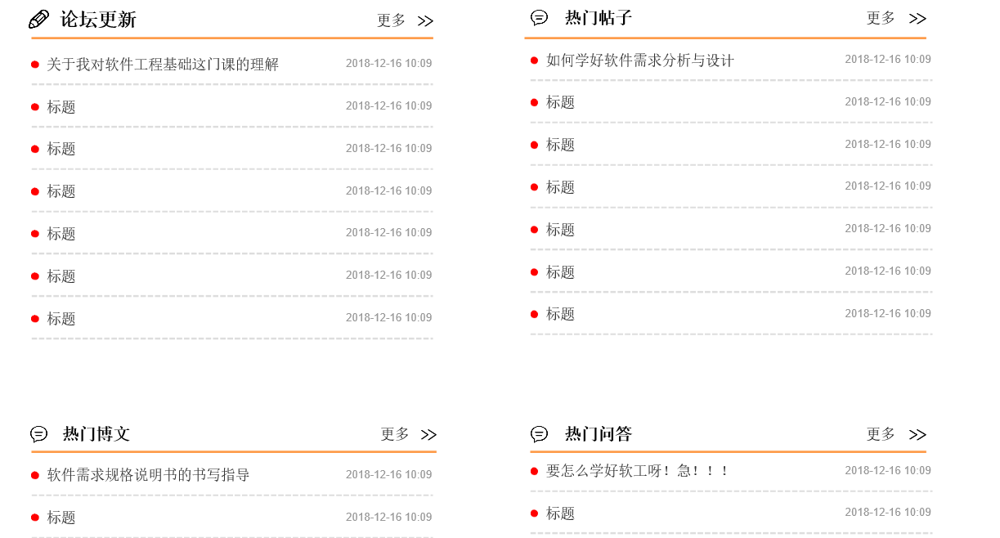 论坛更新 更多 >>
关于我对软件工程基础这门课的理解 2018-12-16 10:09
标题 2018-12-16 10:09
标题 2018-12-16 10:09
标题 2018-12-16 10:09
标题 2018-12-16 10:09
标题 2018-12-16 10:09
标题 2018-12-16 10:09
热门帖子 更多 >>
如何学好软件需求分析与设计 2018-12-16 10:09
标题 2018-12-16 10:09
标题 2018-12-16 10:09
标题 2018-12-16 10:09
标题 2018-12-16 10:09
标题 2018-12-16 10:09
标题 2018-12-16 10:09
热门博文 更多 >>
软件需求规格说明书的书写指导 2018-12-16 10:09
标题 2018-12-16 10:09
热门问答 更多 >>
要怎么学好软工呀！急！！！ 2018-12-16 10:09
标题 2018-12-16 10:09